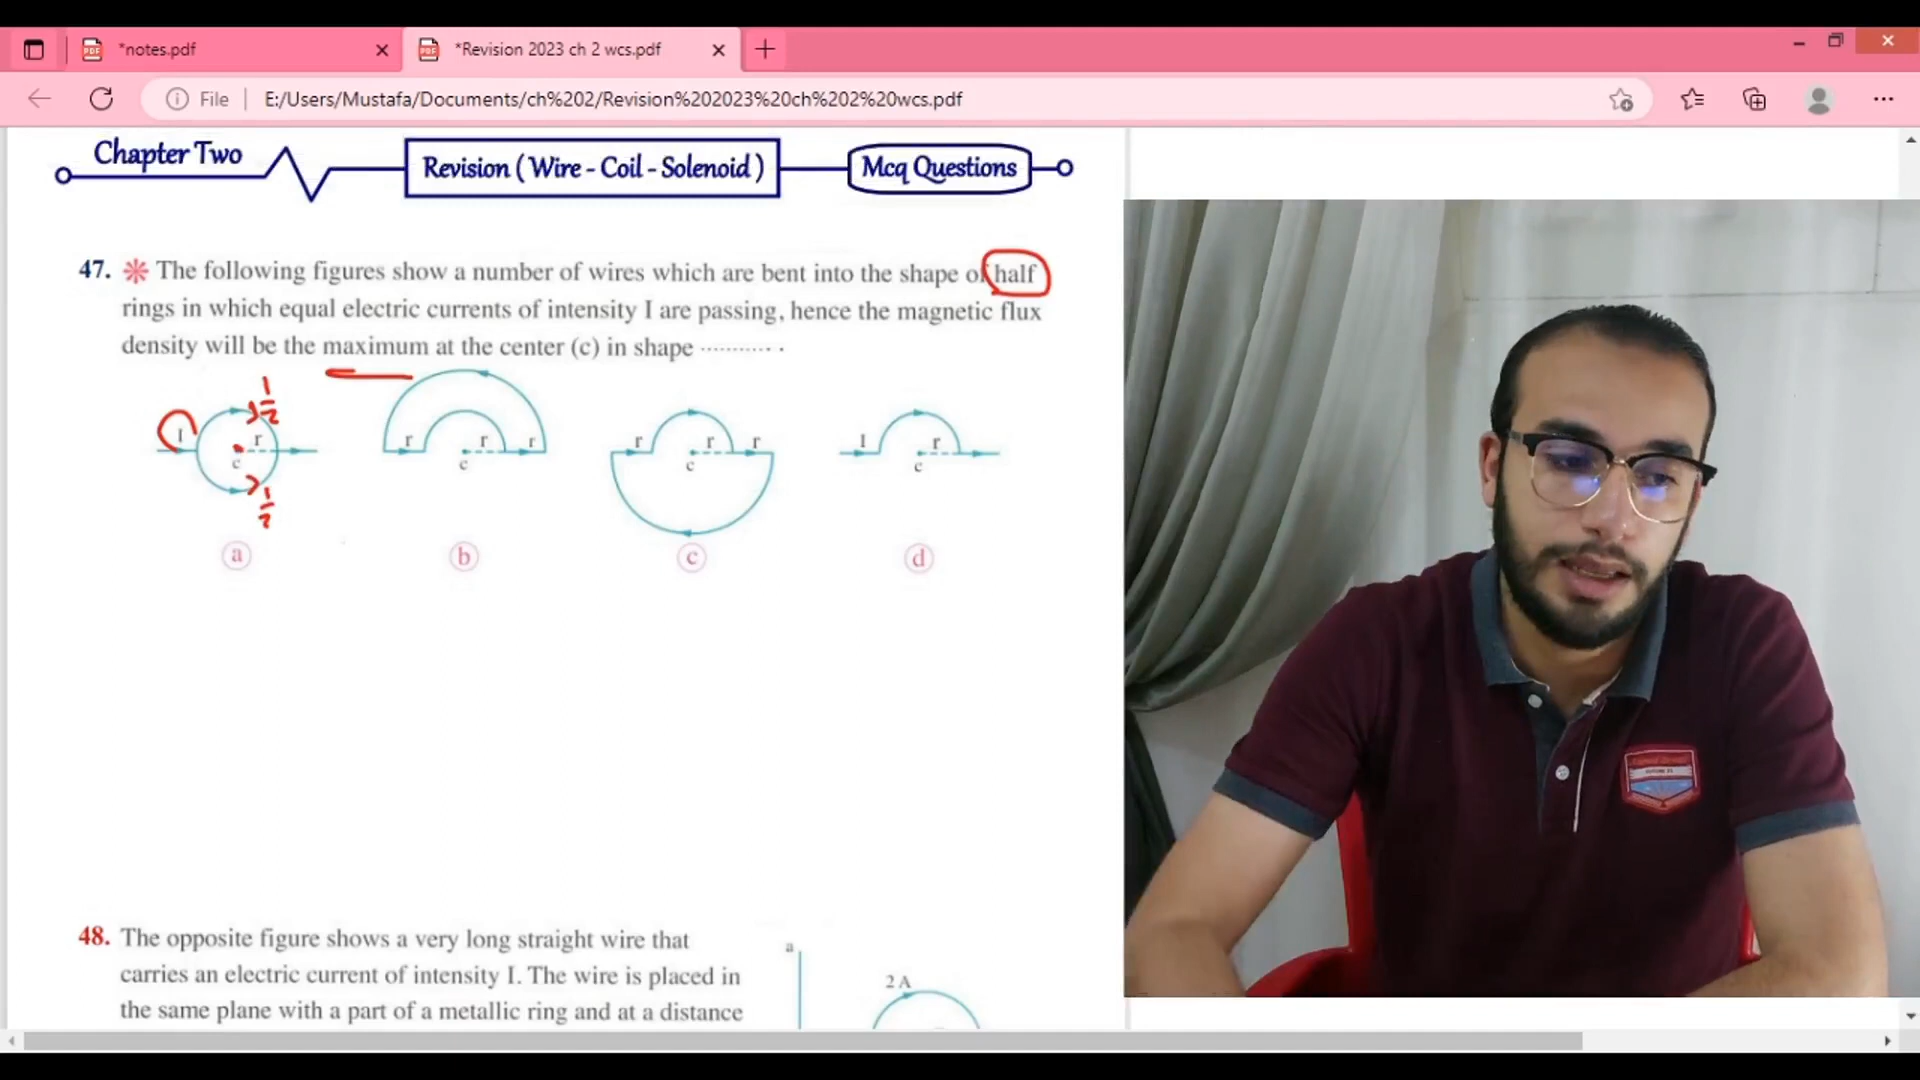 *notes.pdf
*Revision 2023 ch 2 wcs.pdf
File
E:/Users/Mustafa/Documents/ch%202/Revision%202023%20ch%202%20wcs.pdf
Chapter Two
Revision ( Wire - Coil - Solenoid )
Mcq Questions
47. The following figures show a number of wires which are bent into the shape of half
rings in which equal electric currents of intensity I are passing, hence the magnetic flux
density will be the maximum at the center (c) in shape ........... .
1/2
I
r
c
1/2
r
r
r
c
r
r
r
c
I
r
c
a
b
c
d
48. The opposite figure shows a very long straight wire that
carries an electric current of intensity I. The wire is placed in
the same plane with a part of a metallic ring and at a distance
a
2 A